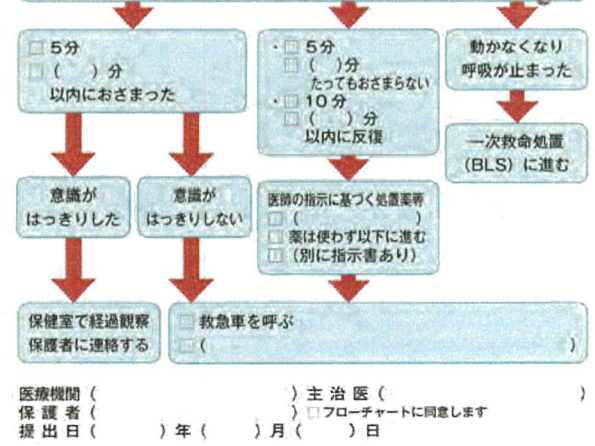 □ 5分
□ (　　)分
以内におさまった
・□ 5分
□ (　　)分
たってもおさまらない
・□ 10分
□ (　　)分
以内に反復
動かなくなり
呼吸が止まった
一次救命処置
(BLS)に進む
意識が
はっきりした
意識が
はっきりしない
医師の指示に基づく処置薬等
□ (　　　　　　　　)
□ 薬は使わず以下に進む
□ (別に指示書あり)
保健室で経過観察
保護者に連絡する
□ 救急車を呼ぶ
□ (　　　　　　　　　　　　　　　　)
医療機関 (　　　　　　　　　　　) 主治医 (　　　　　　　　　　　)
保護者 (　　　　　　　　　　　) □ フローチャートに同意します
提出日 (　　　　) 年 (　　　) 月 (　　　) 日